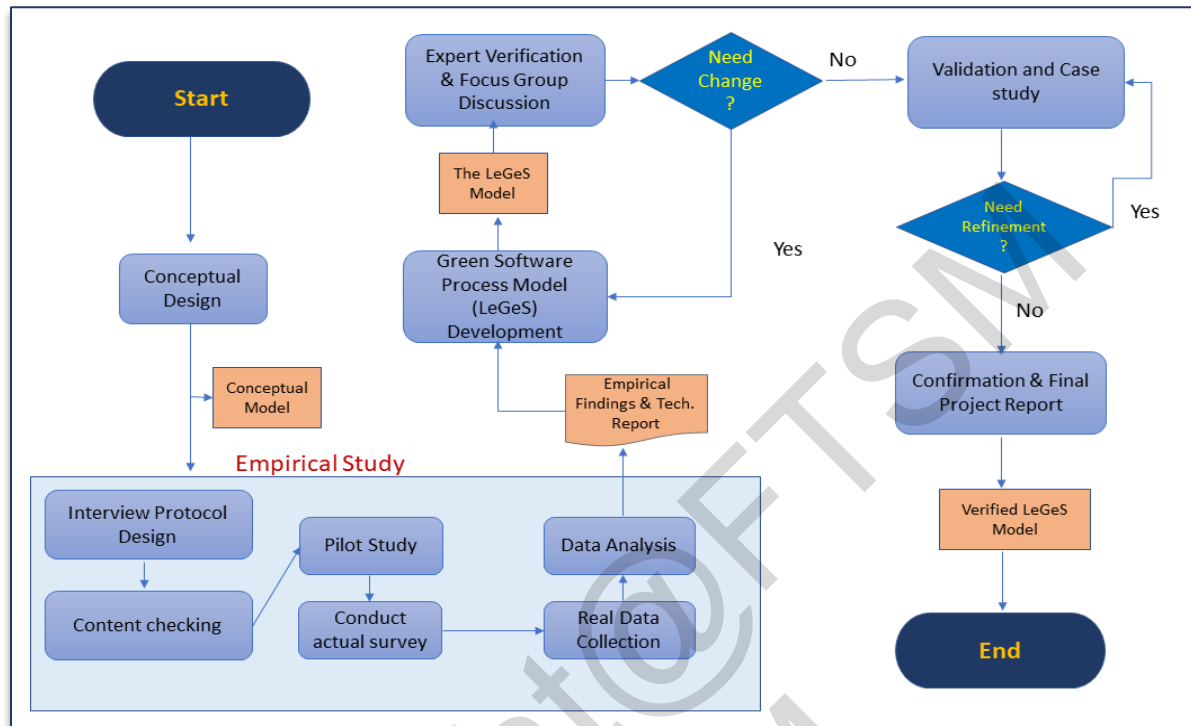 Start
Conceptual
Design
Conceptual
Model
Empirical Study
Interview Protocol
Design
Content checking
Pilot Study
Conduct
actual survey
Real Data
Collection
Data Analysis
Empirical
Findings & Tech.
Report
Green Software
Process Model
(LeGeS)
Development
The LeGeS
Model
Expert Verification
& Focus Group
Discussion
Need
Change
?
Yes
No
Validation and Case
study
Need
Refinement
?
Yes
No
Confirmation & Final
Project Report
Verified LeGeS
Model
End
t@FTSM